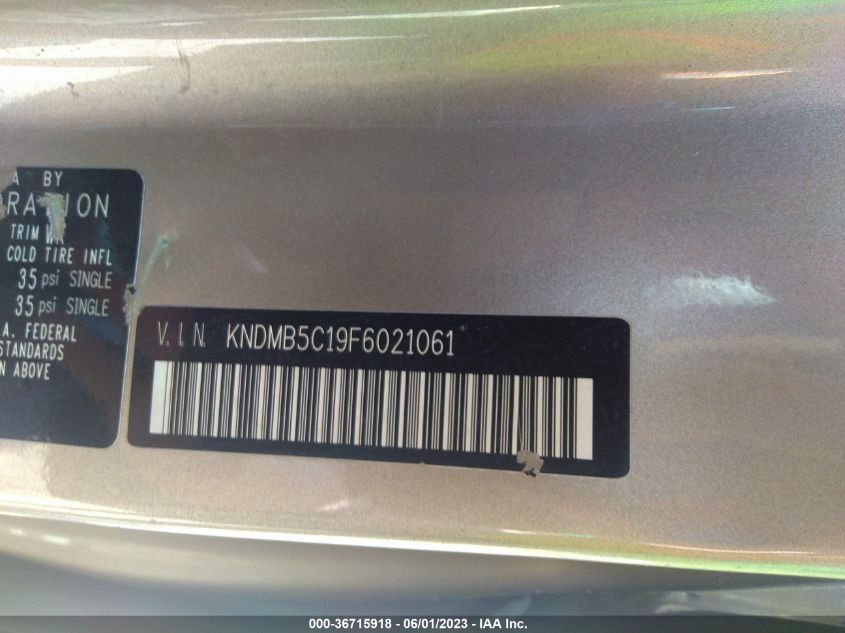 A BY
ORATION
TRIM
COLD TIRE INFL
35 psi SINGLE
35 psi SINGLE
A. FEDERAL
STANDARDS
N ABOVE
V.I.N. KNDMB5C19F6021061
000-36715918 - 06/01/2023 - IAA Inc.